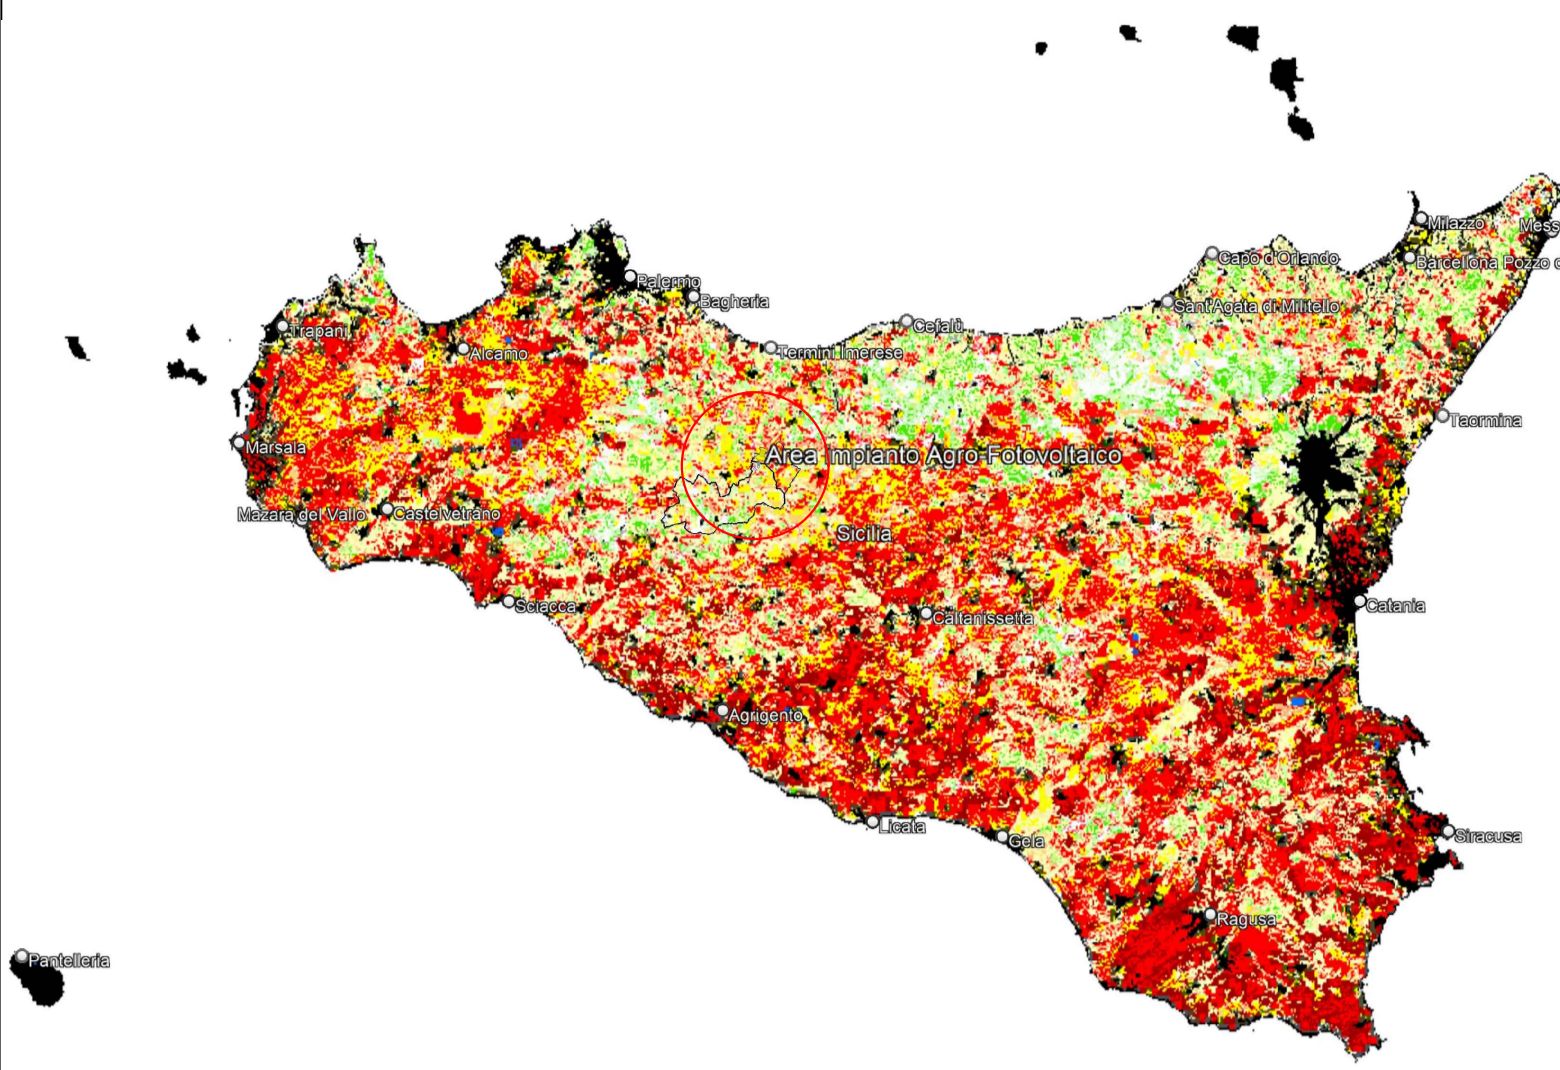 Milazzo
Mess
Capo d'Orlando
Barcellona Pozzo d
Palermo
Bagheria
Sant'Agata di Militello
Trapani
Cefalù
Alcamo
Termini Imerese
Taormina
Marsala
Area Impianto Agro-Fotovoltaico
Mazara del Vallo
Castelvetrano
Sicilia
Sciacca
Catania
Caltanissetta
Agrigento
Licata
Siracusa
Gela
Ragusa
Pantelleria